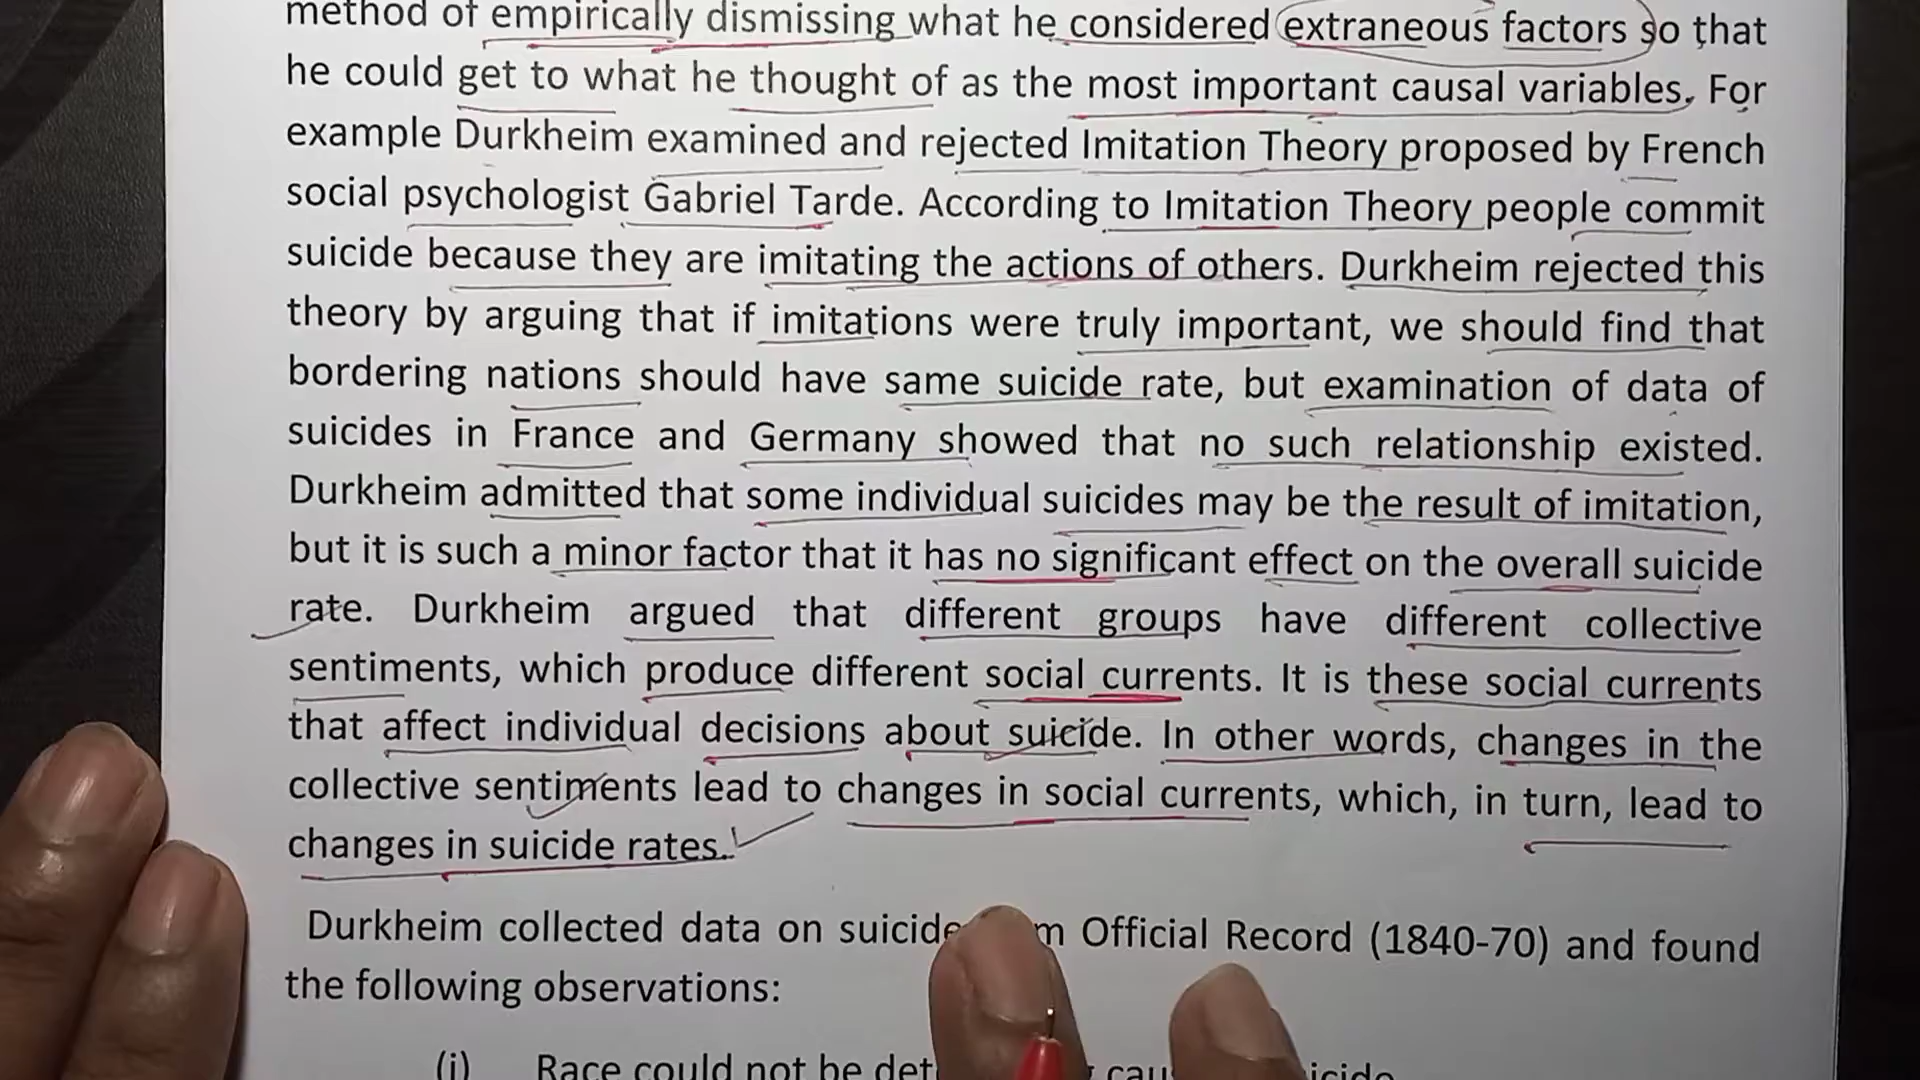 method of empirically dismissing what he considered extraneous factors so that
he could get to what he thought of as the most important causal variables. For
example Durkheim examined and rejected Imitation Theory proposed by French
social psychologist Gabriel Tarde. According to Imitation Theory people commit
suicide because they are imitating the actions of others. Durkheim rejected this
theory by arguing that if imitations were truly important, we should find that
bordering nations should have same suicide rate, but examination of data of
suicides in France and Germany showed that no such relationship existed.
Durkheim admitted that some individual suicides may be the result of imitation,
but it is such a minor factor that it has no significant effect on the overall suicide
rate. Durkheim argued that different groups have different collective
sentiments, which produce different social currents. It is these social currents
that affect individual decisions about suicide. In other words, changes in the
collective sentiments lead to changes in social currents, which, in turn, lead to
changes in suicide rates.
Durkheim collected data on suicide Official Record (1840-70) and found
the following observations:
(i) Race could not be